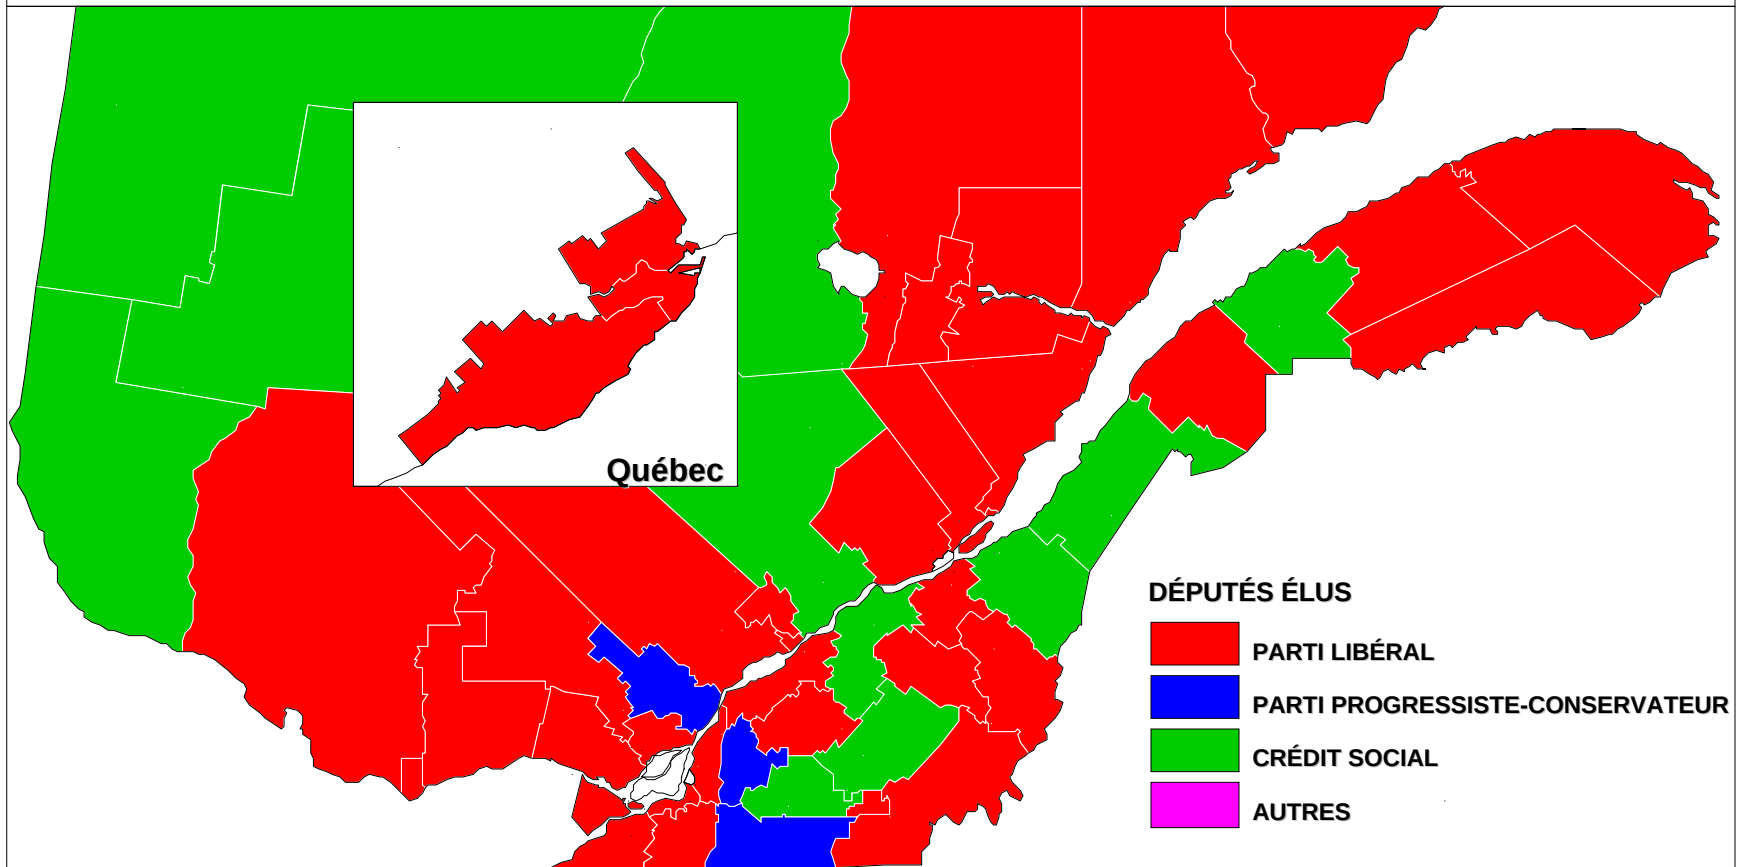 Québec
DÉPUTÉS ÉLUS
PARTI LIBÉRAL
PARTI PROGRESSISTE-CONSERVATEUR
CRÉDIT SOCIAL
AUTRES